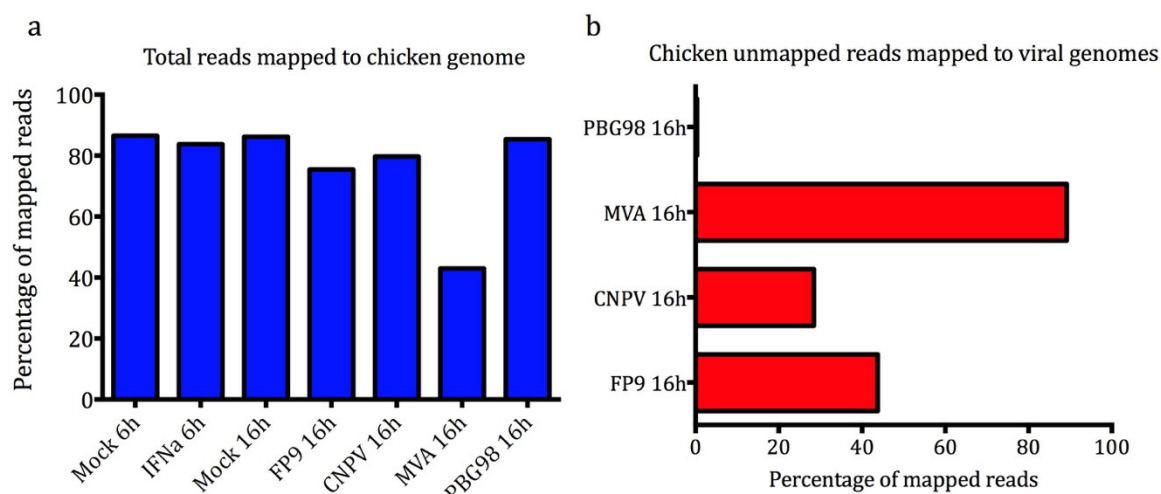 a
Total reads mapped to chicken genome
Percentage of mapped reads
100
80
60
40
20
0
Mock 6h
IFNa 6h
Mock 16h
FP9 16h
CNPV 16h
MVA 16h
PBG98 16h
b
Chicken unmapped reads mapped to viral genomes
PBG98 16h
MVA 16h
CNPV 16h
FP9 16h
0 20 40 60 80 100
Percentage of mapped reads